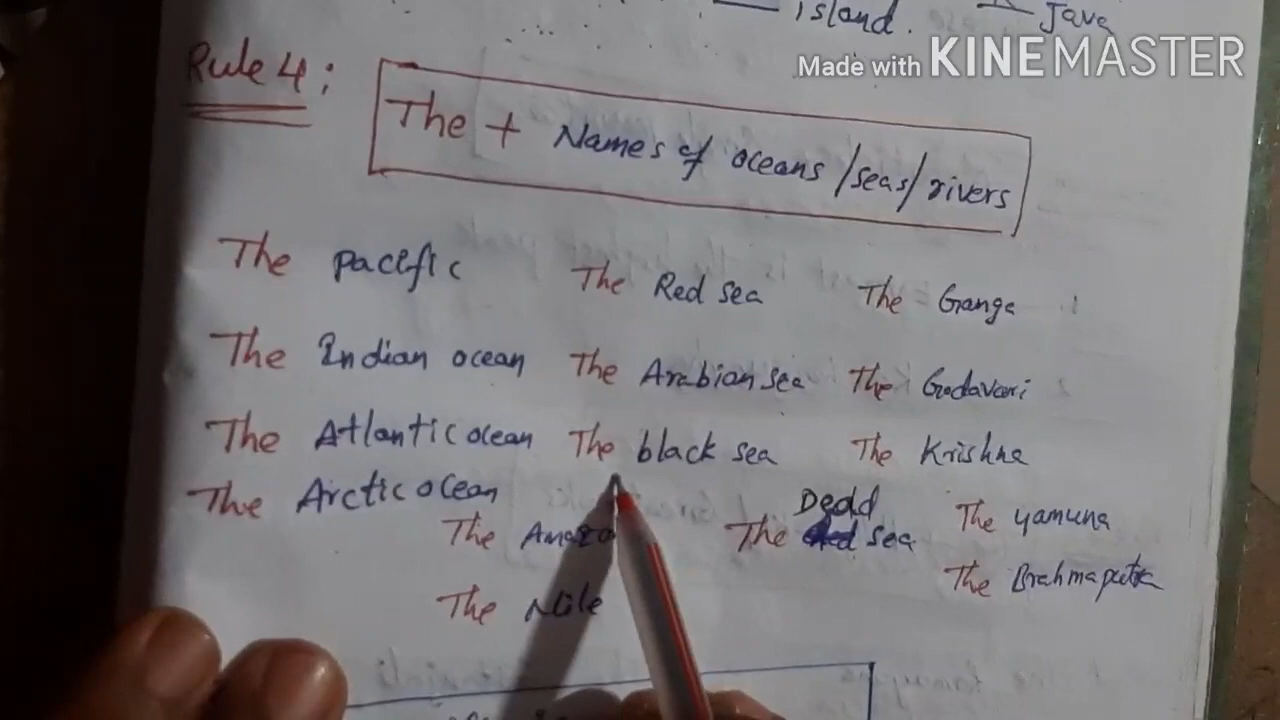 island. Java
Made with KINEMASTER
Rule 4:
The + Names of oceans/seas/rivers
The pacific The Red sea The Ganga
The Indian ocean The Arabian sea The Godavari
The Atlantic ocean The black sea The Krishna
The Arctic ocean
The Dead sea The yamuna
The The Brahmaputra
The Nile